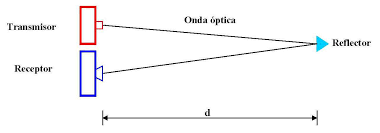 Onda óptica
Transmisor
Reflector
Receptor
d